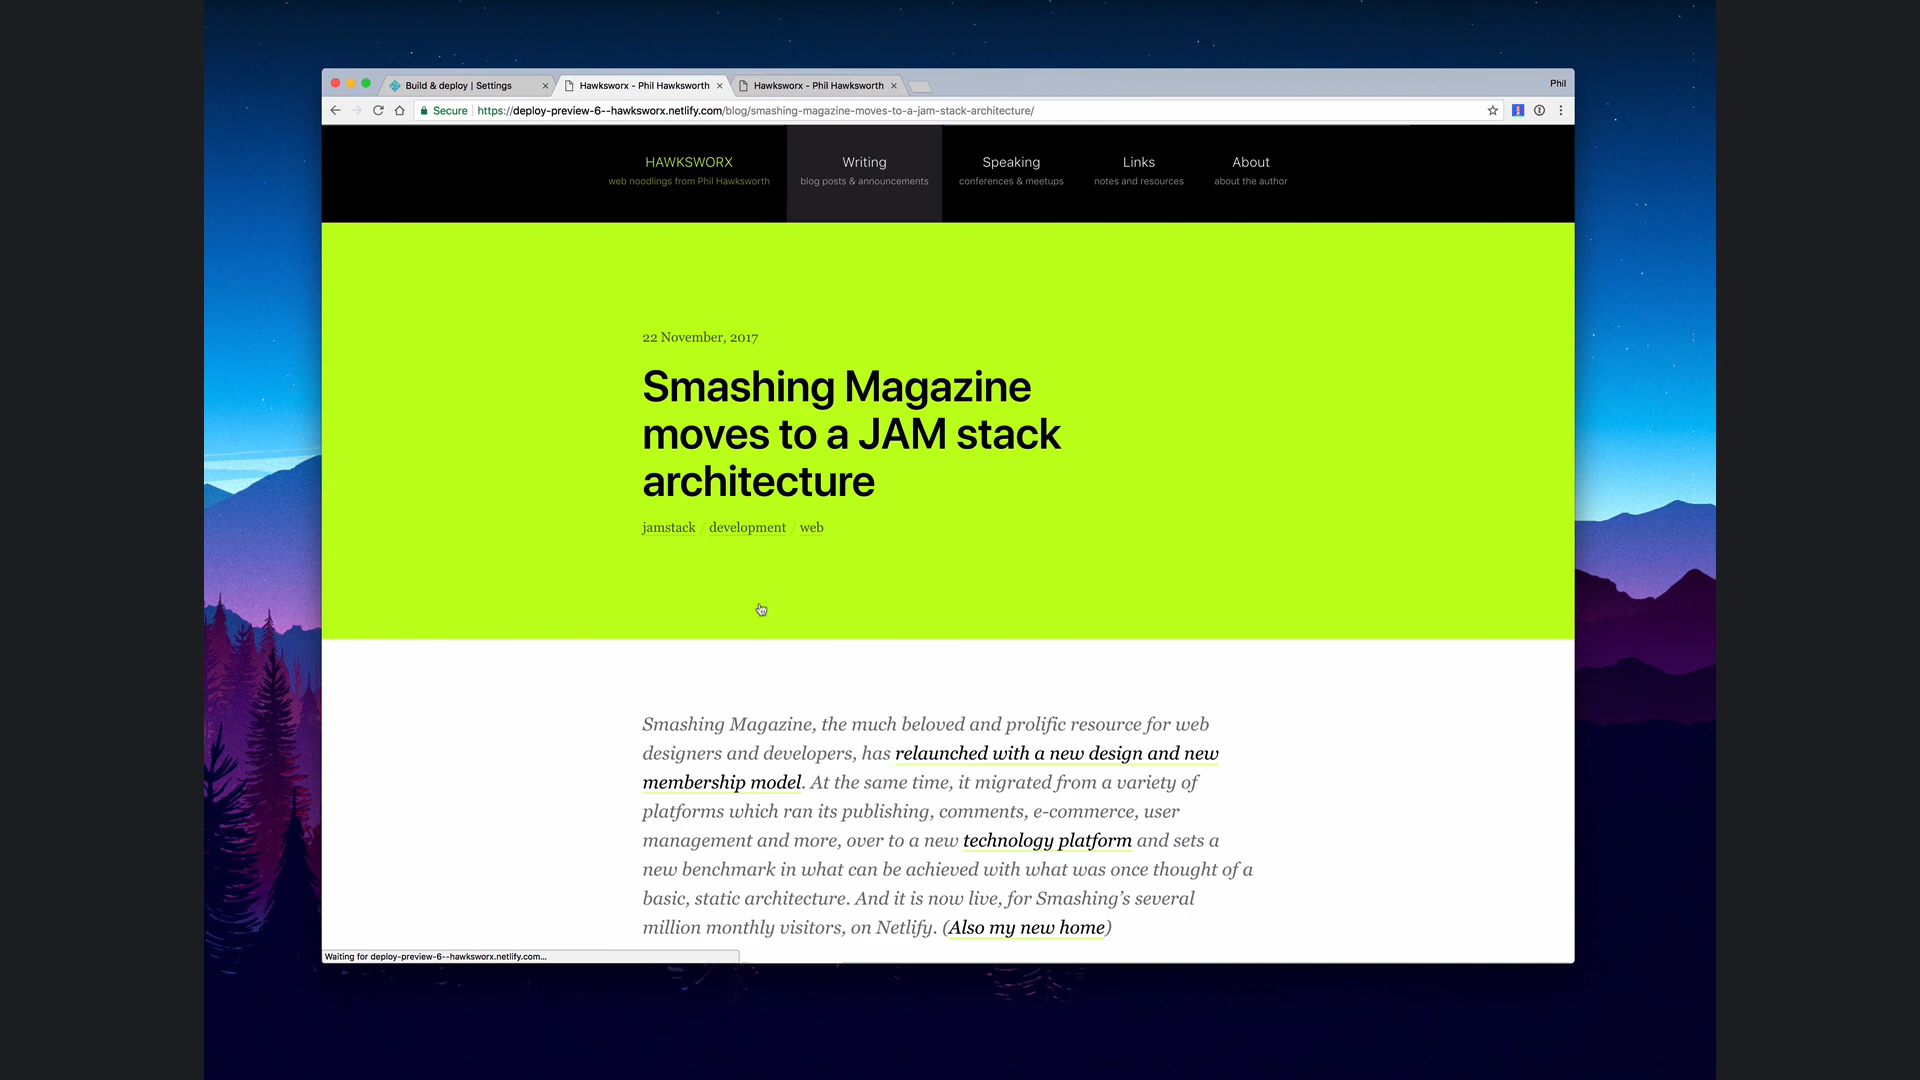 Build & deploy | Settings
Hawksworx - Phil Hawksworth
Hawksworx - Phil Hawksworth
Phil
Secure
https://deploy-preview-6--hawksworx.netlify.com/blog/smashing-magazine-moves-to-a-jam-stack-architecture/
HAWKSWORX
web noodlings from Phil Hawksworth
Writing
blog posts & announcements
Speaking
conferences & meetups
Links
notes and resources
About
about the author
22 November, 2017
Smashing Magazine
moves to a JAM stack
architecture
jamstack / development / web
Smashing Magazine, the much beloved and prolific resource for web
designers and developers, has relaunched with a new design and new
membership model. At the same time, it migrated from a variety of
platforms which ran its publishing, comments, e-commerce, user
management and more, over to a new technology platform and sets a
new benchmark in what can be achieved with what was once thought of a
basic, static architecture. And it is now live, for Smashing’s several
million monthly visitors, on Netlify. (Also my new home)
Waiting for deploy-preview-6--hawksworx.netlify.com...